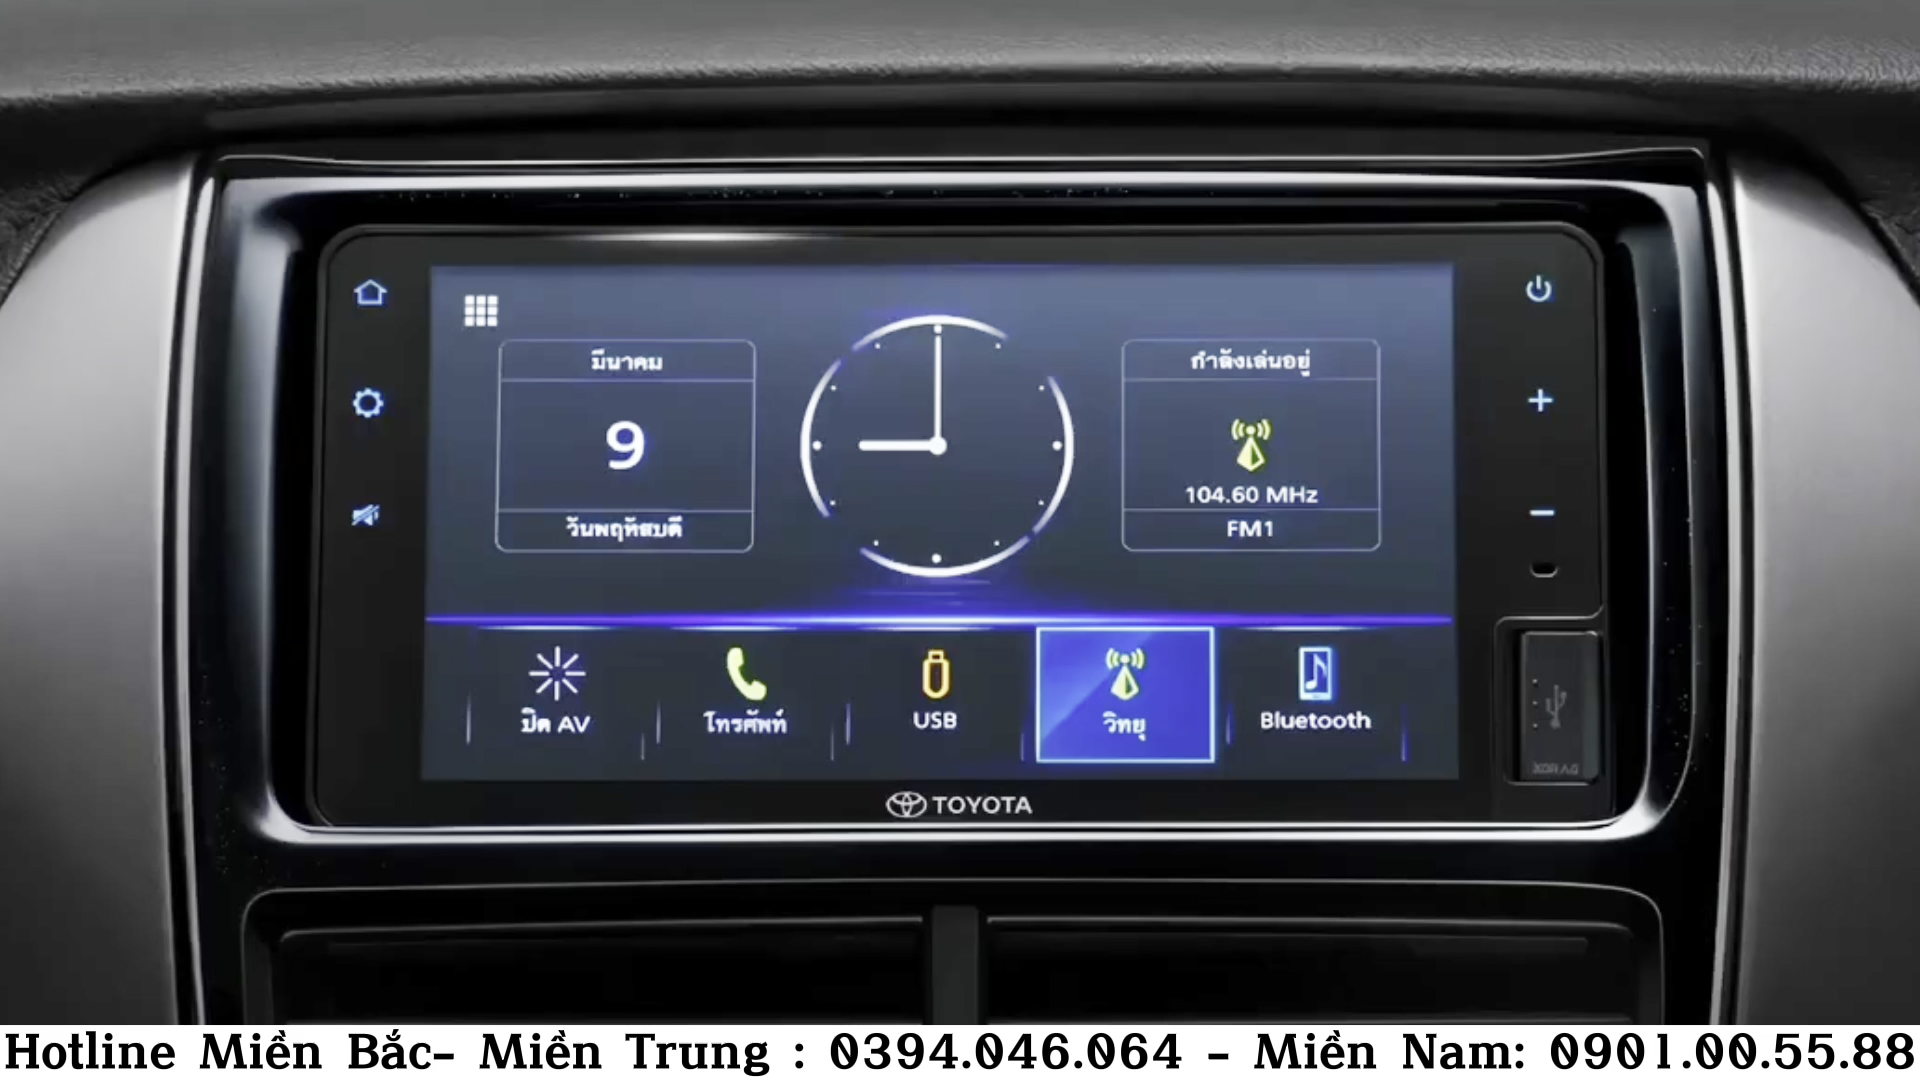 มีนาคม
9
วันพฤหัสบดี
กำลังเล่นอยู่
104.60 MHz
FM1
ปิด AV
โทรศัพท์
USB
วิทยุ
Bluetooth
TOYOTA
Hotline Miền Bắc- Miền Trung : 0394.046.064 - Miền Nam: 0901.00.55.88